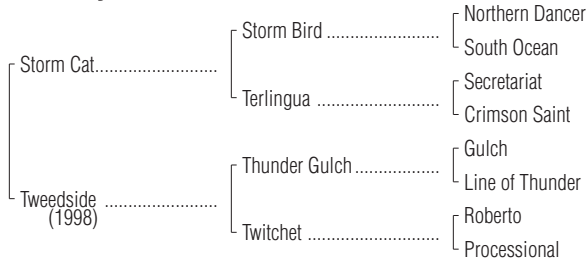 Northern Dancer
Storm Bird ....................
South Ocean
Storm Cat......................
Secretariat
Terlingua ......................
Crimson Saint
Gulch
Thunder Gulch ...............
Line of Thunder
Tweedside ....................
(1998)
Roberto
Twitchet .......................
Processional